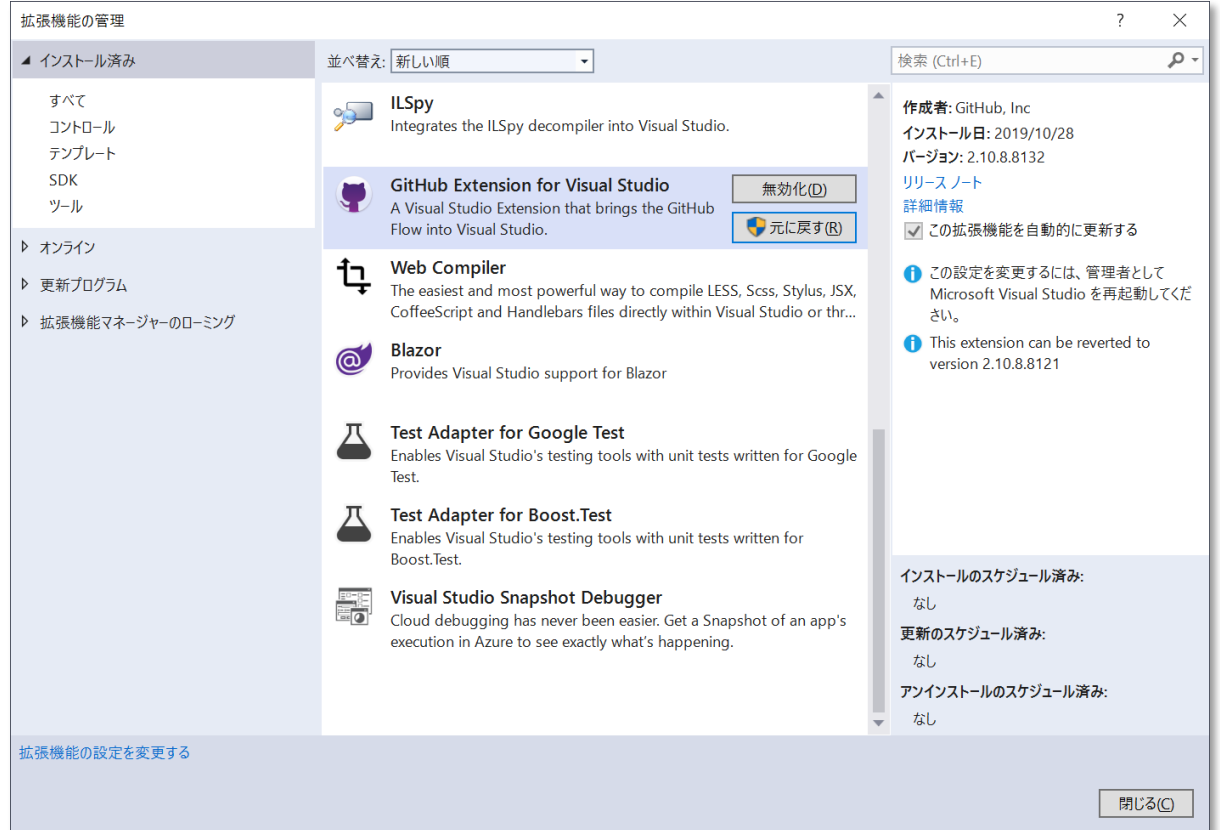 拡張機能の管理
?
インストール済み
すべて
コントロール
テンプレート
SDK
ツール
オンライン
更新プログラム
拡張機能マネージャーのローミング
並べ替え: 新しい順
ILSpy
Integrates the ILSpy decompiler into Visual Studio.
GitHub Extension for Visual Studio
A Visual Studio Extension that brings the GitHub
Flow into Visual Studio.
無効化(D)
元に戻す(R)
Web Compiler
The easiest and most powerful way to compile LESS, Scss, Stylus, JSX,
CoffeeScript and Handlebars files directly within Visual Studio or thr...
Blazor
Provides Visual Studio support for Blazor
Test Adapter for Google Test
Enables Visual Studio's testing tools with unit tests written for Google
Test.
Test Adapter for Boost.Test
Enables Visual Studio's testing tools with unit tests written for
Boost.Test.
Visual Studio Snapshot Debugger
Cloud debugging has never been easier. Get a Snapshot of an app's
execution in Azure to see exactly what's happening.
検索 (Ctrl+E)
作成者: GitHub, Inc
インストール日: 2019/10/28
バージョン: 2.10.8.8132
リリース ノート
詳細情報
この拡張機能を自動的に更新する
この設定を変更するには、管理者として
Microsoft Visual Studio を再起動してくだ
さい。
This extension can be reverted to
version 2.10.8.8121
インストールのスケジュール済み:
なし
更新のスケジュール済み:
なし
アンインストールのスケジュール済み:
なし
拡張機能の設定を変更する
閉じる(C)